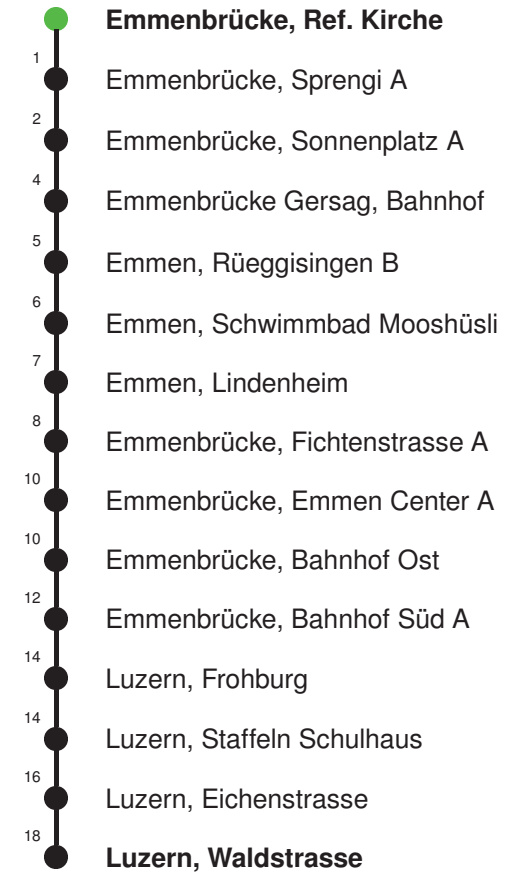 Emmenbrücke, Ref. Kirche
1 Emmenbrücke, Sprengi A
2 Emmenbrücke, Sonnenplatz A
4 Emmenbrücke Gersag, Bahnhof
5 Emmen, Rüeggisingen B
6 Emmen, Schwimmbad Mooshüsli
7 Emmen, Lindenheim
8 Emmenbrücke, Fichtenstrasse A
10 Emmenbrücke, Emmen Center A
10 Emmenbrücke, Bahnhof Ost
12 Emmenbrücke, Bahnhof Süd A
14 Luzern, Frohburg
14 Luzern, Staffeln Schulhaus
16 Luzern, Eichenstrasse
18 Luzern, Waldstrasse